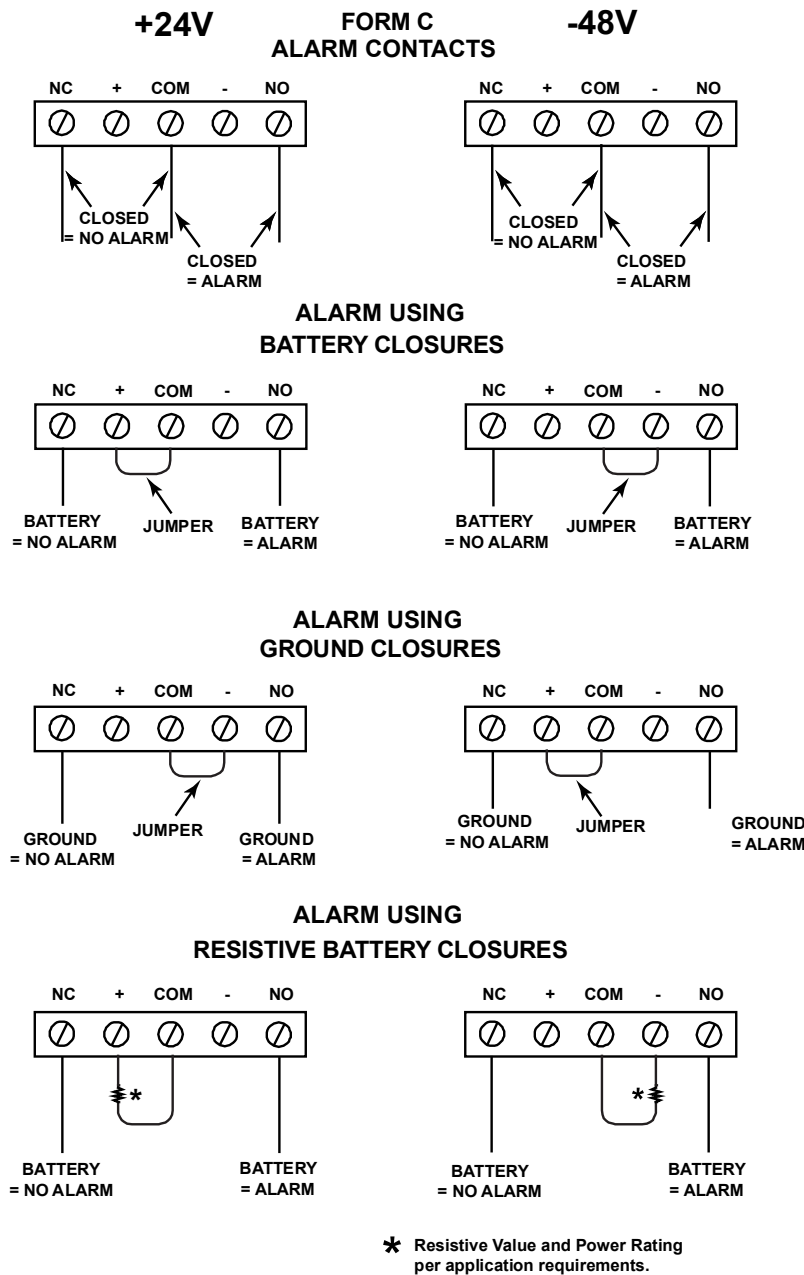 +24V FORM C -48V
ALARM CONTACTS
NC + COM - NO NC + COM - NO
CLOSED
= NO ALARM
CLOSED
= ALARM
CLOSED
= NO ALARM
CLOSED
= ALARM
ALARM USING
BATTERY CLOSURES
NC + COM - NO NC + COM - NO
BATTERY
= NO ALARM
JUMPER
BATTERY
= ALARM
BATTERY
= NO ALARM
JUMPER
BATTERY
= ALARM
ALARM USING
GROUND CLOSURES
NC + COM - NO NC + COM - NO
GROUND
= NO ALARM
JUMPER
GROUND
= ALARM
GROUND
= NO ALARM
JUMPER
GROUND
= ALARM
ALARM USING
RESISTIVE BATTERY CLOSURES
NC + COM - NO NC + COM - NO
* *
BATTERY
= NO ALARM
BATTERY
= ALARM
BATTERY
= NO ALARM
BATTERY
= ALARM
* Resistive Value and Power Rating
per application requirements.